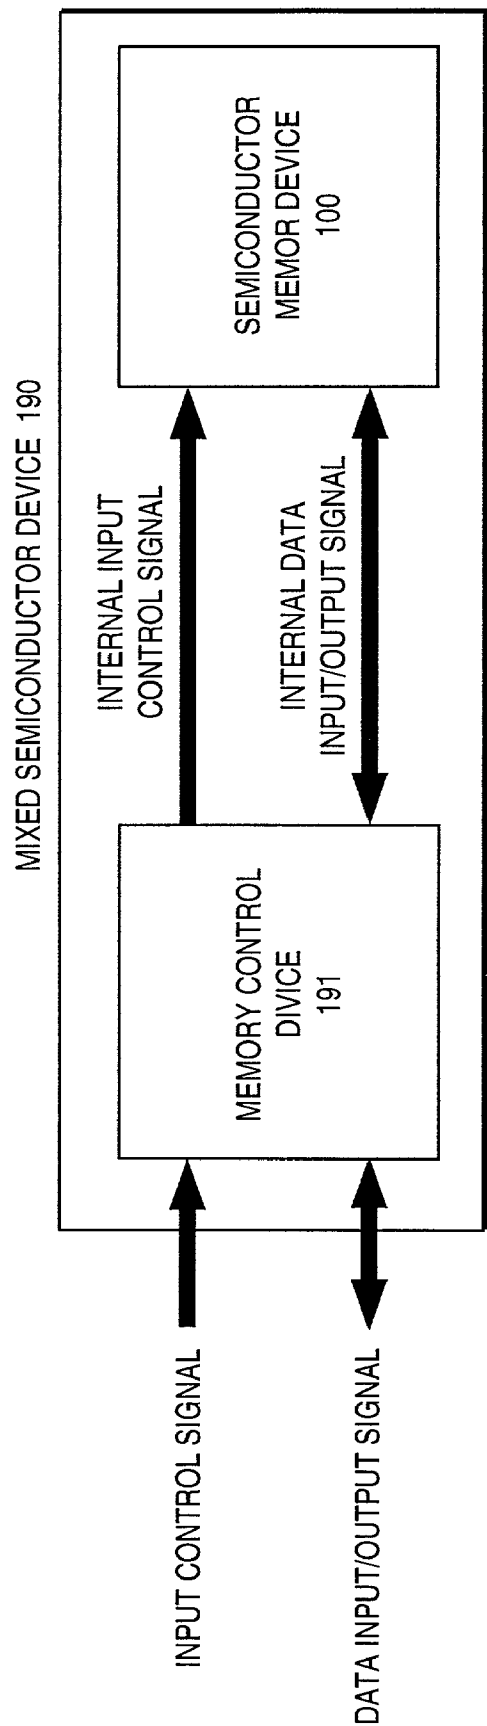 MIXED SEMICONDUCTOR DEVICE 190
INPUT CONTROL SIGNAL
DATA INPUT/OUTPUT SIGNAL
MEMORY CONTROL
DIVICE
191
INTERNAL INPUT
CONTROL SIGNAL
INTERNAL DATA
INPUT/OUTPUT SIGNAL
SEMICONDUCTOR
MEMOR DEVICE
100